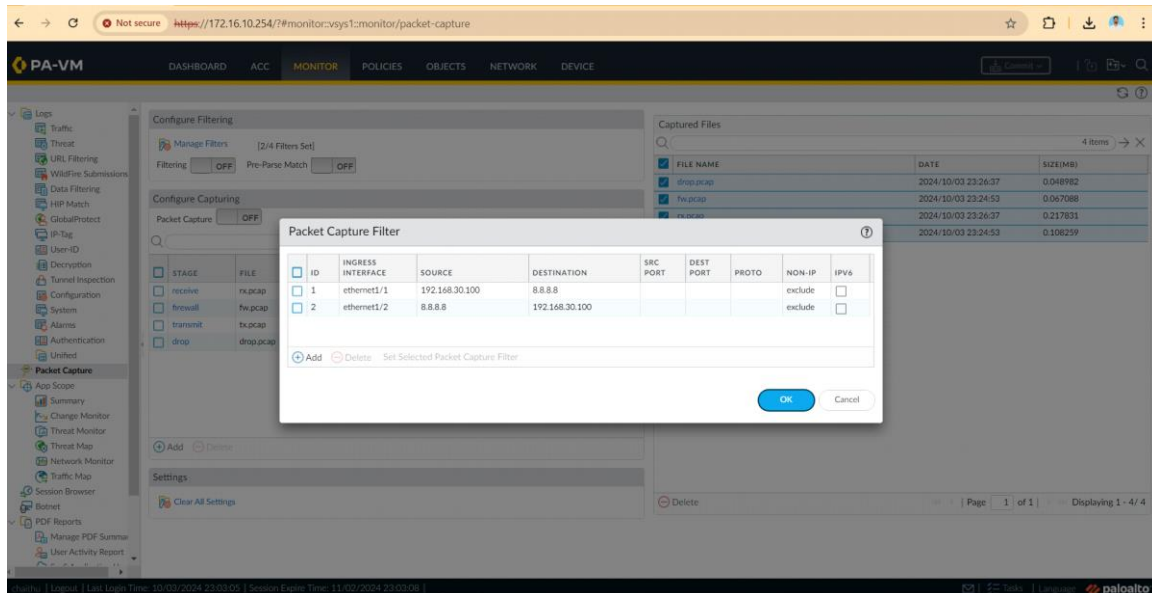 Not secure https://172.16.10.254/?#monitor::vsys1::monitor/packet-capture
PA-VM DASHBOARD ACC MONITOR POLICIES OBJECTS NETWORK DEVICE Commit
Logs
Traffic
Threat
URL Filtering
WildFire Submissions
Data Filtering
HIP Match
GlobalProtect
IP-Tag
User-ID
Decryption
Tunnel Inspection
Configuration
System
Alarms
Authentication
Unified
Packet Capture
App Scope
Summary
Change Monitor
Threat Monitor
Threat Map
Network Monitor
Traffic Map
Session Browser
Botnet
PDF Reports
Manage PDF Summar
User Activity Report
Configure Filtering
Manage Filters [2/4 Filters Set]
Filtering OFF Pre-Parse Match OFF
Configure Capturing
Packet Capture OFF
STAGE FILE
receive rx.pcap
firewall fw.pcap
transmit tx.pcap
drop drop.pcap
Add Delete
Settings
Clear All Settings
Captured Files
4 items
FILE NAME DATE SIZE(MB)
drop.pcap 2024/10/03 23:26:37 0.048982
fw.pcap 2024/10/03 23:24:53 0.067088
rx.pcap 2024/10/03 23:26:37 0.217831
2024/10/03 23:24:53 0.108259
Delete Page 1 of 1 Displaying 1 - 4/ 4
Packet Capture Filter
ID INGRESS INTERFACE SOURCE DESTINATION SRC PORT DEST PORT PROTO NON-IP IPV6
1 ethernet1/1 192.168.30.100 8.8.8.8 exclude
2 ethernet1/2 8.8.8.8 192.168.30.100 exclude
Add Delete Set Selected Packet Capture Filter
OK Cancel
chaithu | Logout | Last Login Time: 10/03/2024 23:03:05 | Session Expire Time: 11/02/2024 23:03:08 | Tasks | Language paloalto